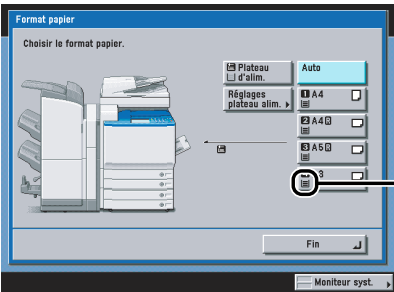 Format papier
Choisir le format papier.
Plateau
d'alim.
Auto
Réglages
plateau alim.
1 A4
2 A4R
3 A5R
3
Fin
Moniteur syst.